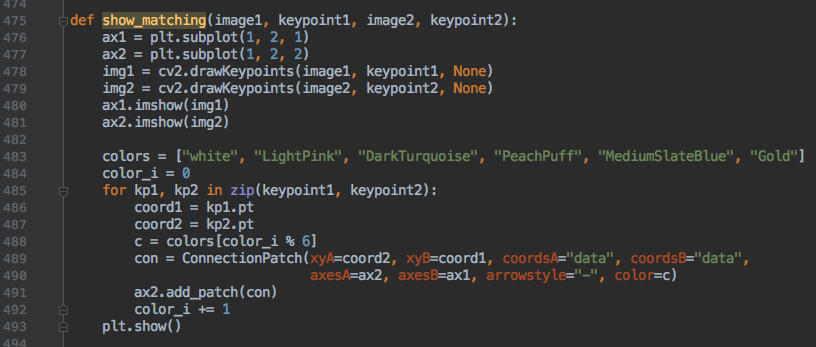 474
475 def show_matching(image1, keypoint1, image2, keypoint2):
476     ax1 = plt.subplot(1, 2, 1)
477     ax2 = plt.subplot(1, 2, 2)
478     img1 = cv2.drawKeypoints(image1, keypoint1, None)
479     img2 = cv2.drawKeypoints(image2, keypoint2, None)
480     ax1.imshow(img1)
481     ax2.imshow(img2)
482
483     colors = ["white", "LightPink", "DarkTurquoise", "PeachPuff", "MediumSlateBlue", "Gold"]
484     color_i = 0
485     for kp1, kp2 in zip(keypoint1, keypoint2):
486         coord1 = kp1.pt
487         coord2 = kp2.pt
488         c = colors[color_i % 6]
489         con = ConnectionPatch(xyA=coord2, xyB=coord1, coordsA="data", coordsB="data",
490                               axesA=ax2, axesB=ax1, arrowstyle="-", color=c)
491         ax2.add_patch(con)
492         color_i += 1
493     plt.show()
494